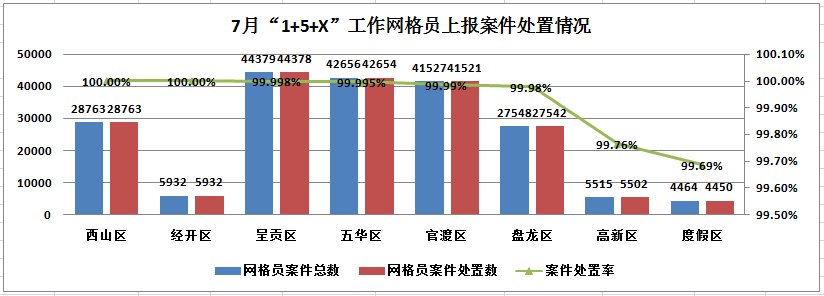 7月“1+5+X”工作网格员上报案件处置情况
50000
40000
30000
20000
10000
0
100.10%
100.00%
99.90%
99.80%
99.70%
99.60%
99.50%
28763 28763
5932 5932
44379 44378
42656 42654
41527 41521
27548 27542
5515 5502
4464 4450
100.00%
100.00%
99.998%
99.995%
99.99%
99.98%
99.76%
99.69%
西山区
经开区
呈贡区
五华区
官渡区
盘龙区
高新区
度假区
网格员案件总数
网格员案件处置数
案件处置率